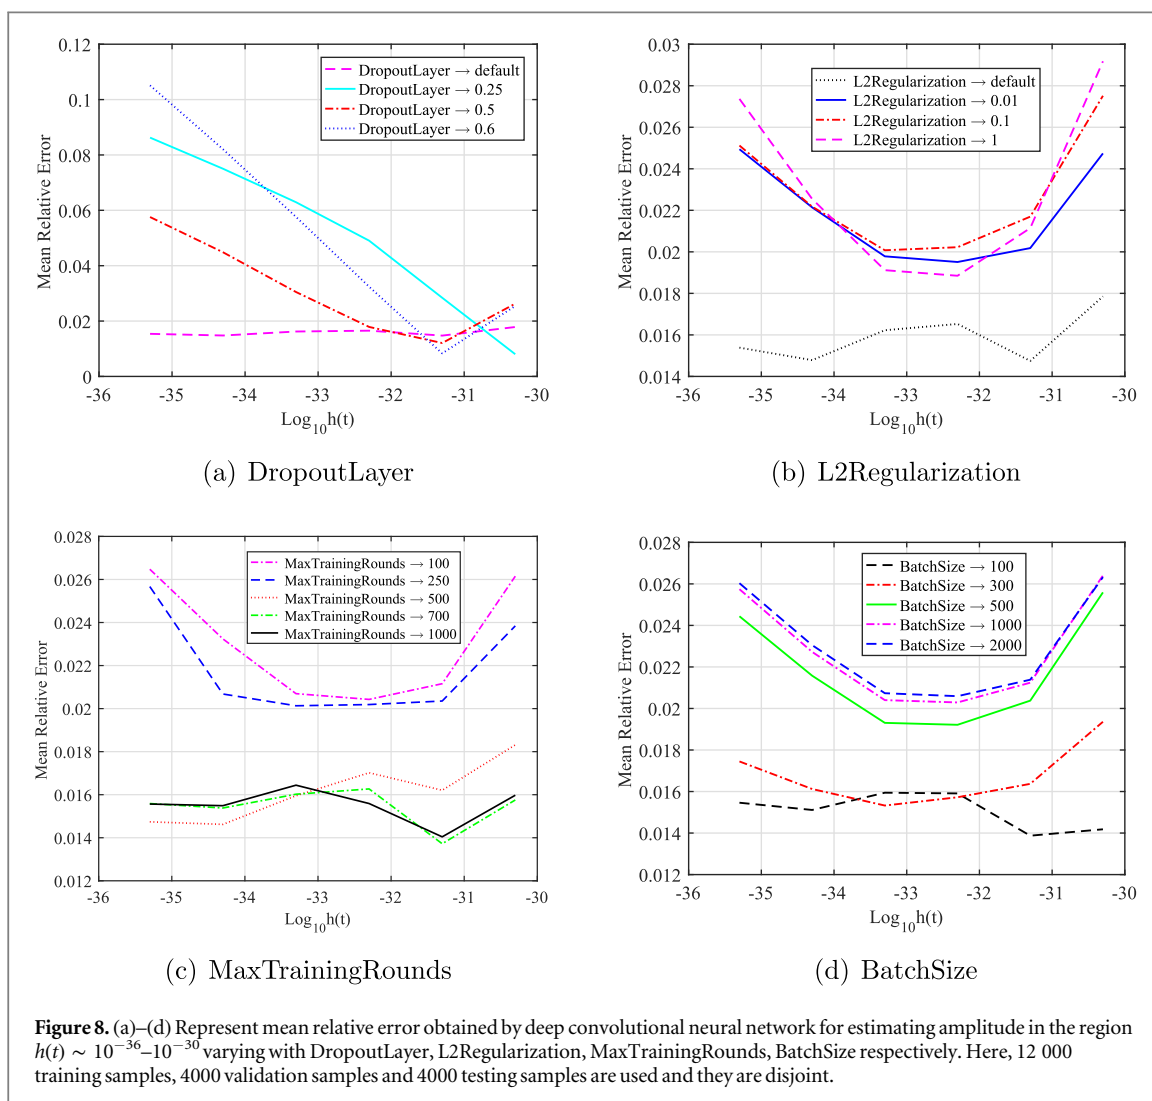 0.12
0.1
0.08
0.06
0.04
0.02
0
Mean Relative Error
DropoutLayer → default
DropoutLayer → 0.25
DropoutLayer → 0.5
DropoutLayer → 0.6
-36 -35 -34 -33 -32 -31 -30
Log10h(t)
(a) DropoutLayer
0.03
0.028
0.026
0.024
0.022
0.02
0.018
0.016
0.014
Mean Relative Error
L2Regularization → default
L2Regularization → 0.01
L2Regularization → 0.1
L2Regularization → 1
-36 -35 -34 -33 -32 -31 -30
Log10h(t)
(b) L2Regularization
0.028
0.026
0.024
0.022
0.02
0.018
0.016
0.014
0.012
Mean Relative Error
MaxTrainingRounds → 100
MaxTrainingRounds → 250
MaxTrainingRounds → 500
MaxTrainingRounds → 700
MaxTrainingRounds → 1000
-36 -35 -34 -33 -32 -31 -30
Log10h(t)
(c) MaxTrainingRounds
0.028
0.026
0.024
0.022
0.02
0.018
0.016
0.014
0.012
Mean Relative Error
BatchSize → 100
BatchSize → 300
BatchSize → 500
BatchSize → 1000
BatchSize → 2000
-36 -35 -34 -33 -32 -31 -30
Log10h(t)
(d) BatchSize
Figure 8. (a)–(d) Represent mean relative error obtained by deep convolutional neural network for estimating amplitude in the region
h(t) ∼ 10−36–10−30 varying with DropoutLayer, L2Regularization, MaxTrainingRounds, BatchSize respectively. Here, 12 000
training samples, 4000 validation samples and 4000 testing samples are used and they are disjoint.